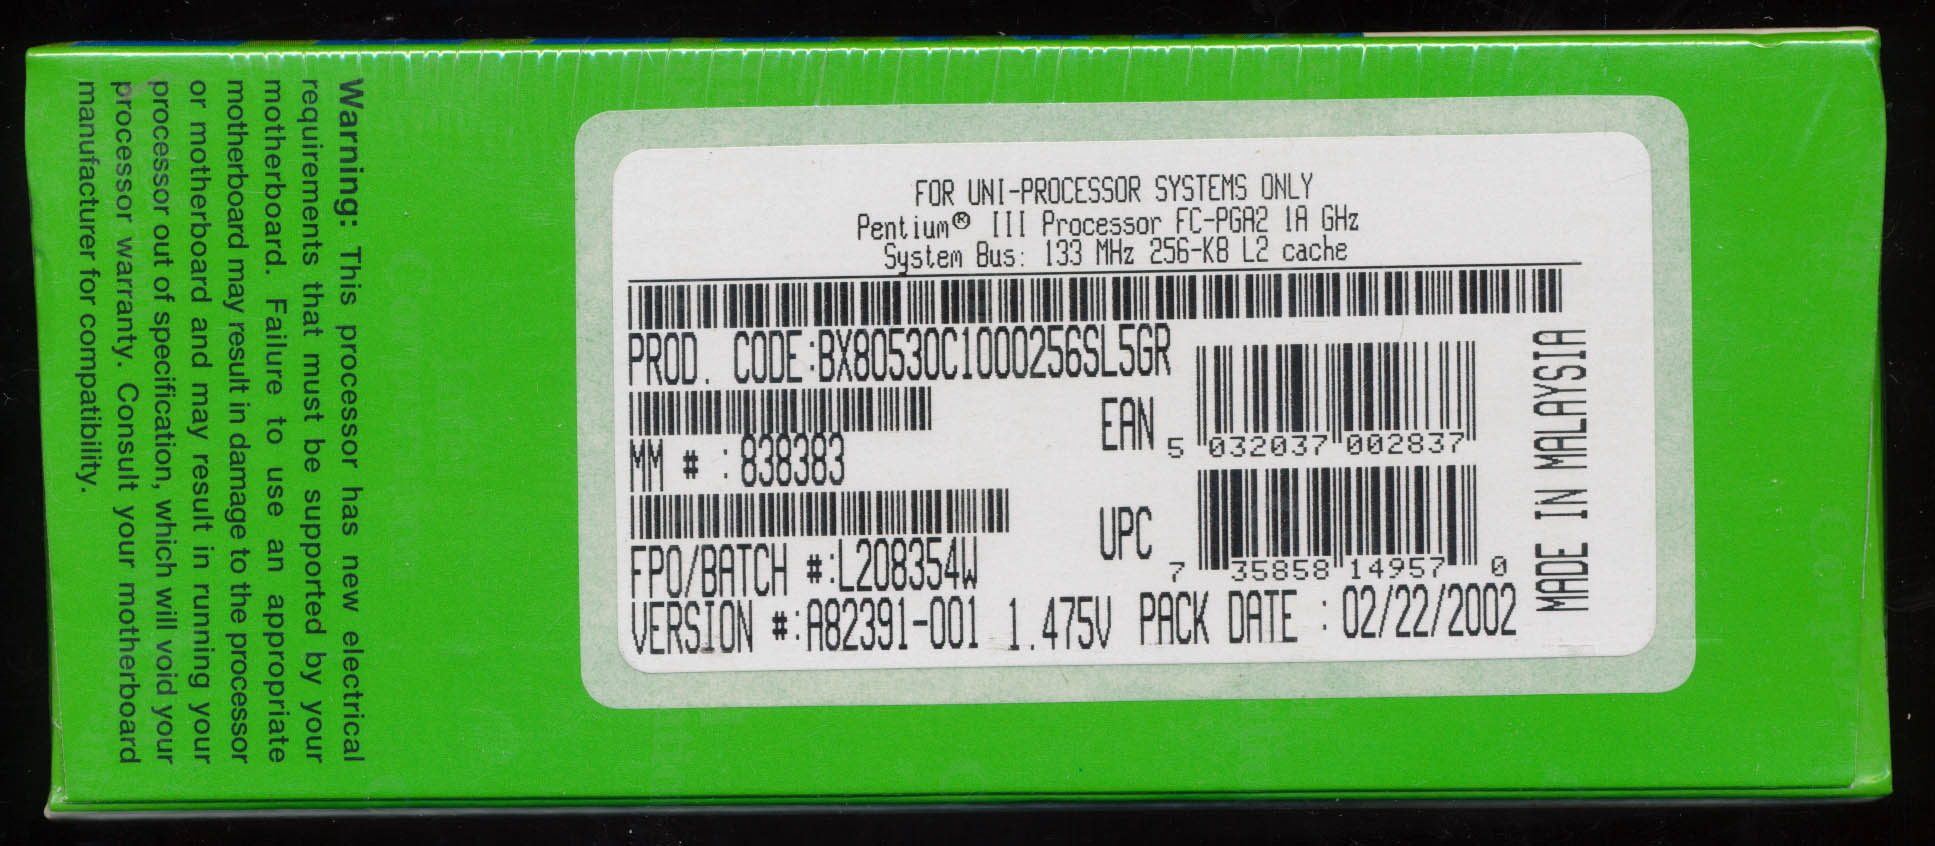 Warning: This processor has new electrical
requirements that must be supported by your
motherboard. Failure to use an appropriate
motherboard may result in damage to the processor
or motherboard and may result in running your
processor out of specification, which will void your
processor warranty. Consult your motherboard
manufacturer for compatibility.
FOR UNI-PROCESSOR SYSTEMS ONLY
Pentium® III Processor FC-PGA2 1A GHz
System Bus: 133 MHz 256-KB L2 cache
PROD. CODE:BX80530C1000256SL5GR
MM # : 838383
FPO/BATCH #:L208354W
VERSION #:A82391-001 1.475V PACK DATE : 02/22/2002
EAN 5 032037 002837
UPC 7 35858 14957 0
MADE IN MALAYSIA